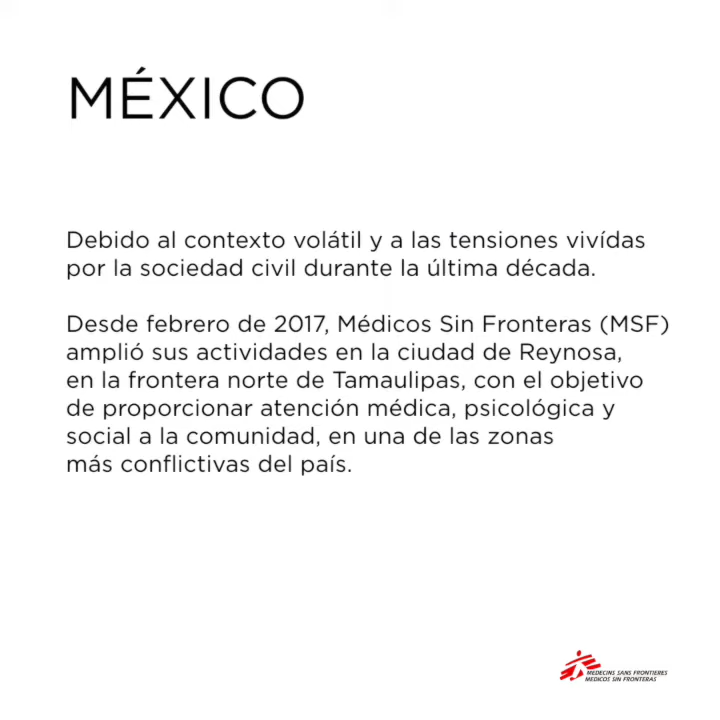 MÉXICO
Debido al contexto volátil y a las tensiones vivídas
por la sociedad civil durante la última década.
Desde febrero de 2017, Médicos Sin Fronteras (MSF)
amplió sus actividades en la ciudad de Reynosa,
en la frontera norte de Tamaulipas, con el objetivo
de proporcionar atención médica, psicológica y
social a la comunidad, en una de las zonas
más conflictivas del país.
MEDECINS SANS FRONTIERES
MEDICOS SIN FRONTERAS